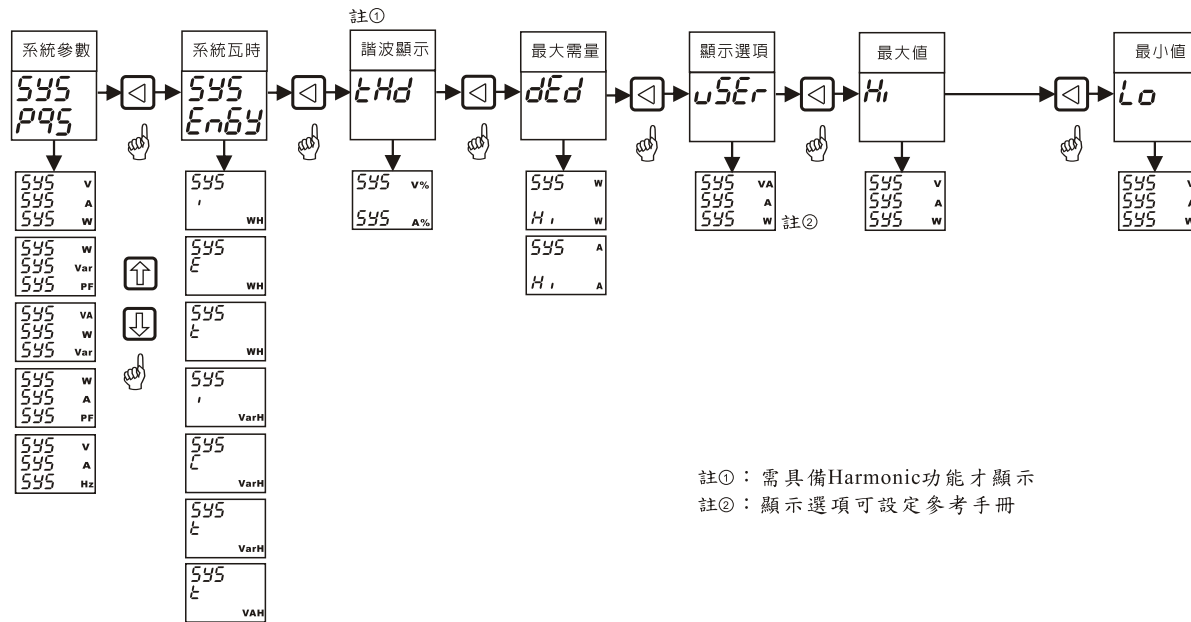 註①
系統參數
系統瓦時
諧波顯示
最大需量
顯示選項
最大值
最小值
SYS
PqS
SYS
EnGy
tHd
dEd
uSEr
Hi
Lo
SYS V
SYS A
SYS W
SYS W
SYS Var
SYS PF
SYS VA
SYS W
SYS Var
SYS W
SYS A
SYS PF
SYS V
SYS A
SYS Hz
SYS
i
WH
SYS
E
WH
SYS
t
WH
SYS
i
VarH
SYS
C
VarH
SYS
t
VarH
SYS
t
VAH
SYS V%
SYS A%
SYS W
Hi W
SYS A
Hi A
SYS VA
SYS A
SYS W
註②
SYS V
SYS A
SYS W
SYS V
SYS A
SYS W
註①：需具備Harmonic功能才顯示
註②：顯示選項可設定參考手冊